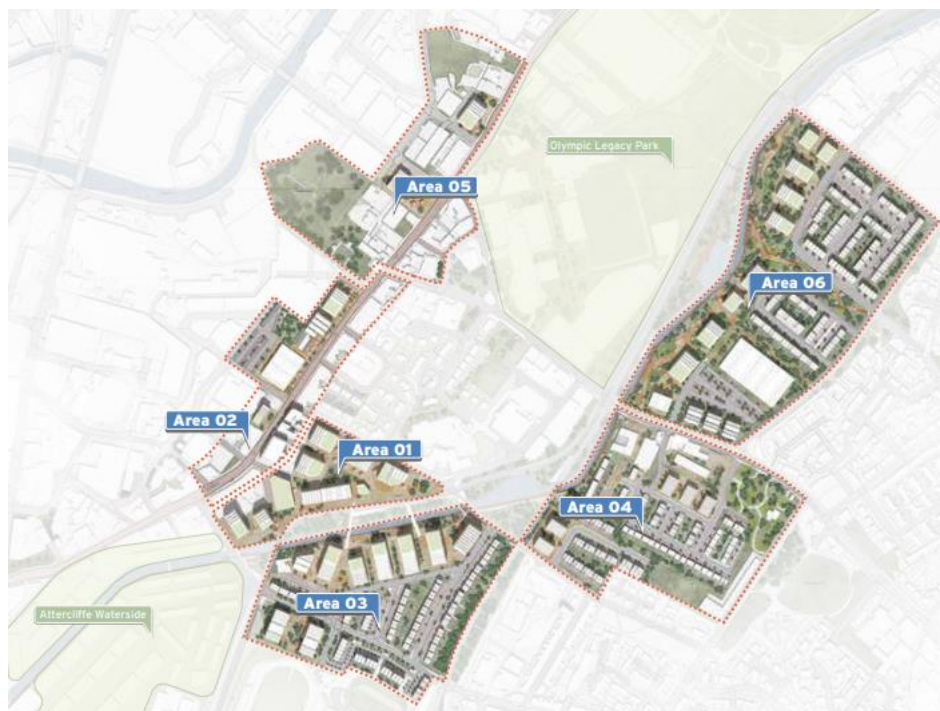 Olympic Legacy Park
Area 05
Area 06
Area 02
Area 01
Area 04
Area 03
Attercliffe Waterside